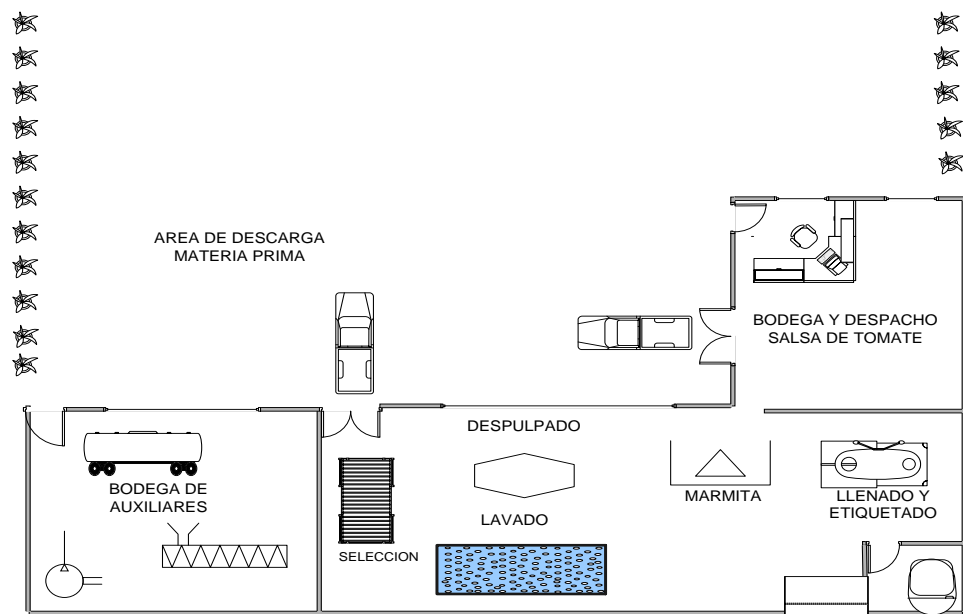 AREA DE DESCARGA
MATERIA PRIMA
BODEGA Y DESPACHO
SALSA DE TOMATE
DESPULPADO
BODEGA DE
AUXILIARES
SELECCION
LAVADO
MARMITA
LLENADO Y
ETIQUETADO